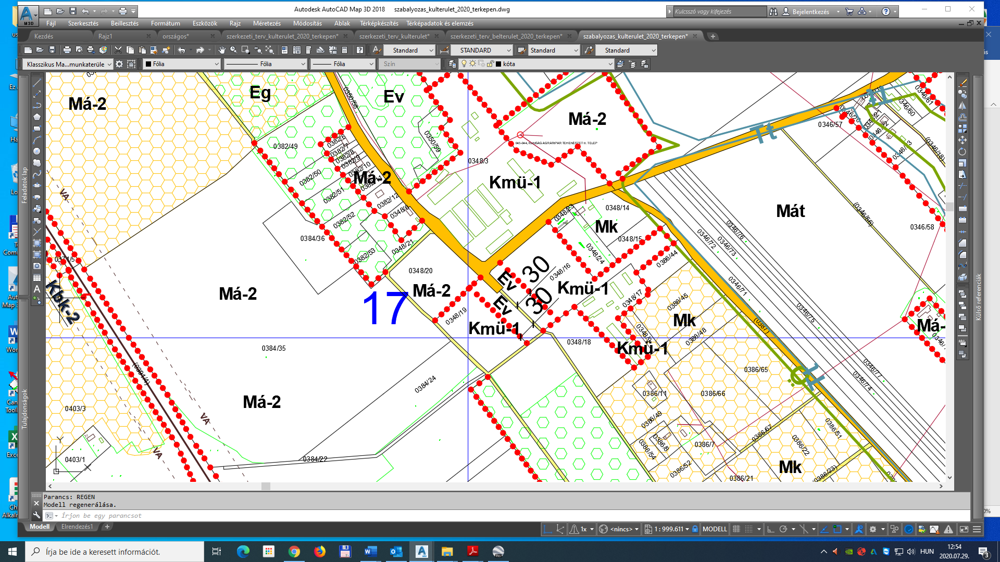 Autodesk AutoCAD Map 3D 2018 szabalyozas_kulterulet_2020_terkepen.dwg
Kulcsszó vagy kifejezés
Bejelentkezés
M3D
Fájl Szerkesztés Beillesztés Formátum Eszközök Rajz Méretezés Módosítás Ablak Térképkészítés Térképadatok és elemzés
Kezdés Rajz1 országos* szerkezeti_terv_kulterulet_2020_terkepen* szerkezeti_terv_kulterulet* szerkezeti_terv_belterulet_2020_terkepen* szabalyozas_kulterulet_2020_terkepen*
Standard STANDARD Standard Standard
Klasszikus Ma...munkaterüle Fólia Fólia Fólia Szín kóta
Feladatok lap
Tulajdonságok
Külső referenciák
Má-2
Eg
Ev
Má-2
0350/58
0350/59
0382/49
0382/6
0382/7
0382/8
0382/9
0382/10
0382/50
0382/51
0382/52
0382/53
0382/12
0348/6
Má-2
043-044, KUNSÁG AGRÁRIPAR TEHENÉSZET II. TELEP
0348/3
Kmü-1
Tt
0346/57
0346/60
0346/61
0346/58
(0346/56)
Mát
0348/23
0348/14
Mk
0348/15
0348/24
0384/36
0348/21
0348/20
Má-2
17
0348/19
Kmü-1
Ev
Ev
30
30
0348/16
Kmü-1
0348/17
0386/44
0386/45
Mk
0386/48
0348/18
Kmü-1
0346/72
0346/73
0346/76
0346/71
0346/75
0346/77
0346/74
(0387)
Má-
VA
Kbk-2
Má-2
0384/35
(0391/4)
Má-2
0384/24
0384/22
VA
VA
0403/3
0403/1
0386/65
0386/66
0386/11
0386/49
0386/54
0386/8
0386/7
0386/52
0386/67
0386/51
0386/22
0386/21
(0386/23)
Mk
Y
X
Parancs: REGEN
Modell regenerálása.
Írjon be egy parancsot
Modell Elrendezés1
1x <nincs> 1 : 999.611 MODELL
Írja be ide a keresett információt.
HUN
12:54
2020.07.29.
3